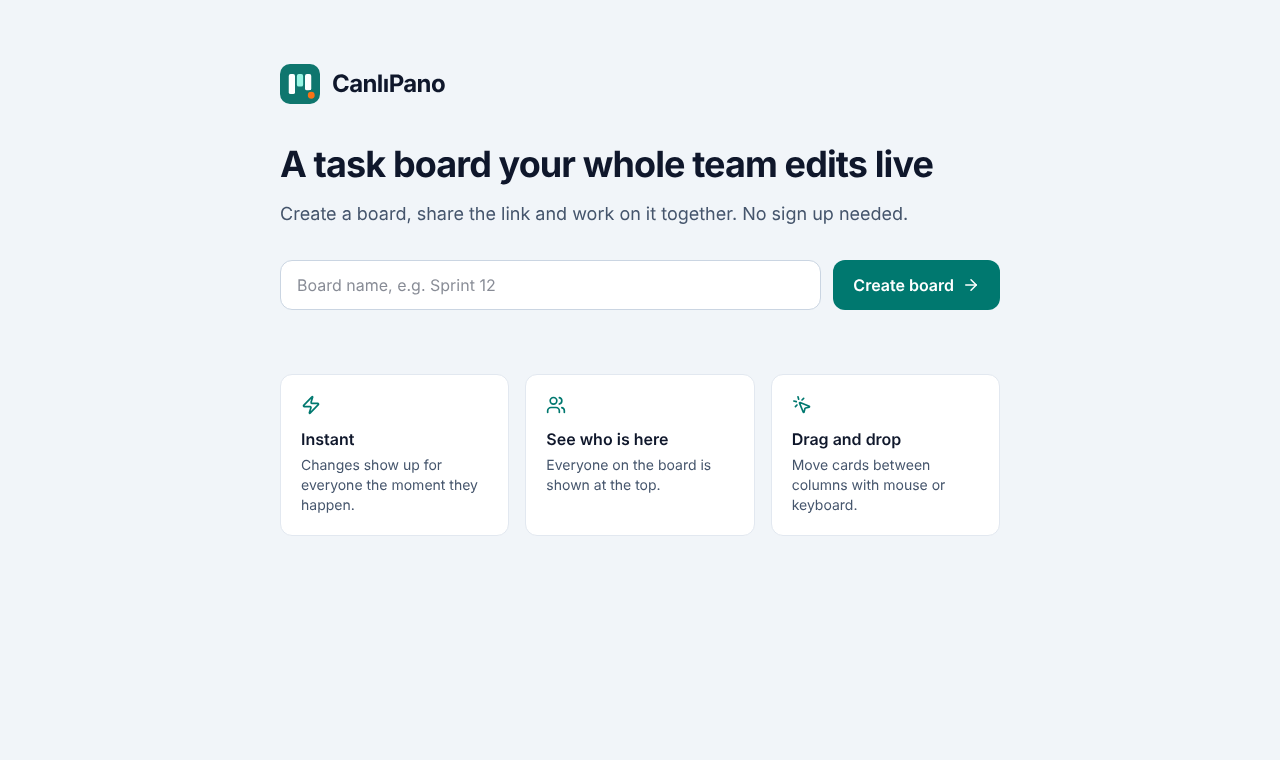 CanlıPano
A task board your whole team edits live
Create a board, share the link and work on it together. No sign up needed.
Board name, e.g. Sprint 12
Create board
Instant
Changes show up for
everyone the moment they
happen.
See who is here
Everyone on the board is
shown at the top.
Drag and drop
Move cards between
columns with mouse or
keyboard.